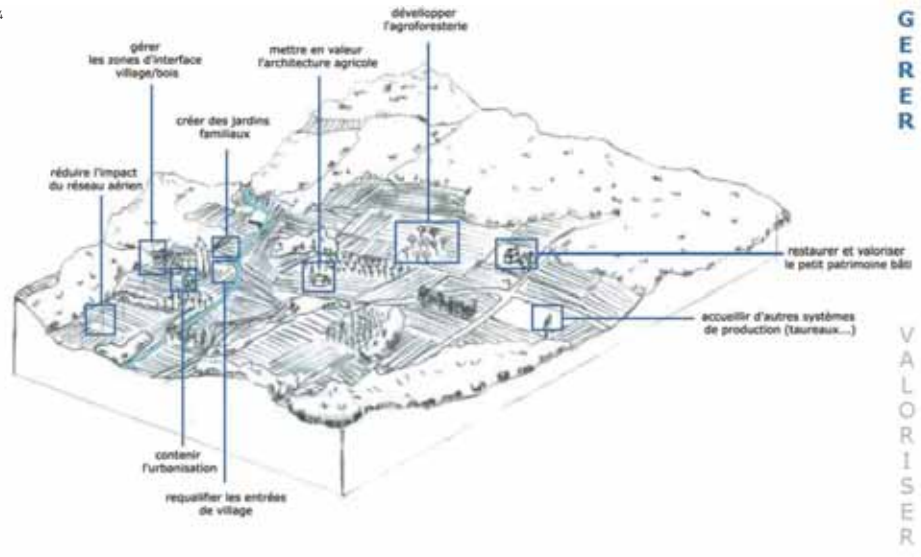 développer
l'agroforesterie
gérer
les zones d'interface
village/bois
mettre en valeur
l'architecture agricole
créer des jardins
familiaux
réduire l'impact
du réseau aérien
restaurer et valoriser
le petit patrimoine bâti
accueillir d'autres systèmes
de production (taureaux...)
contenir
l'urbanisation
requalifier les entrées
de village
GERER
VALORISER